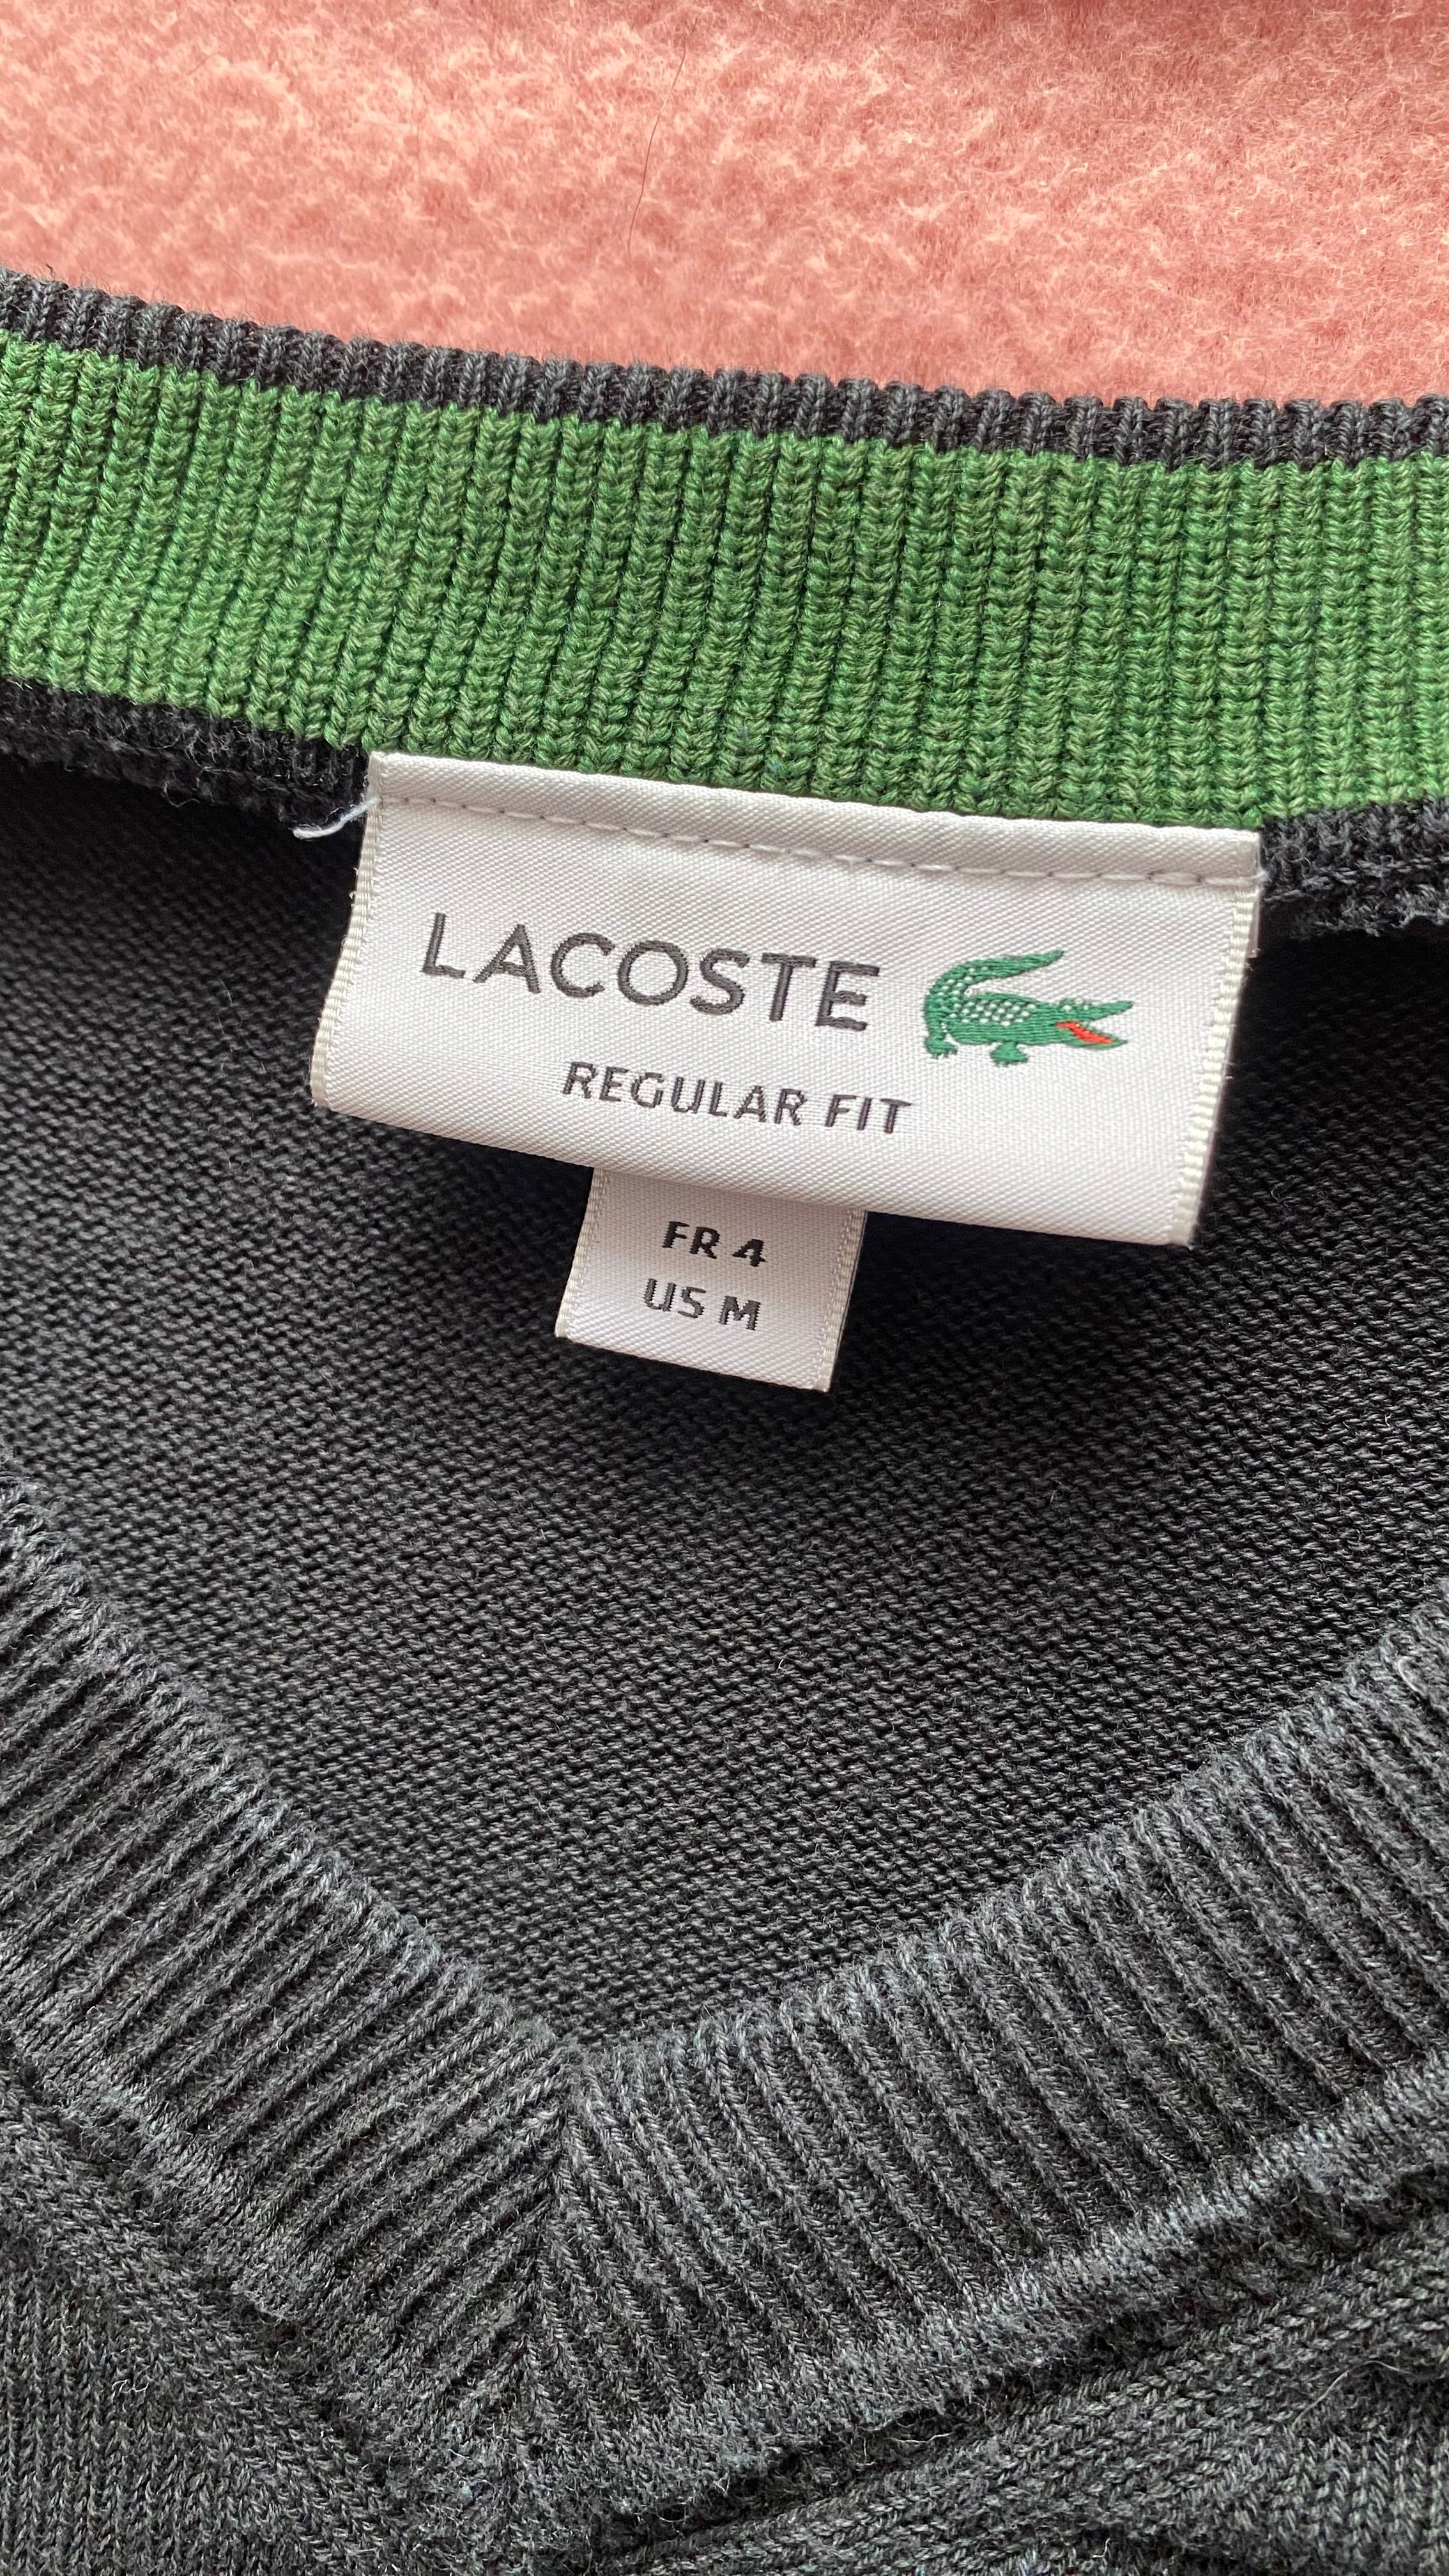 LACOSTE
REGULAR FIT
FR 4
US M